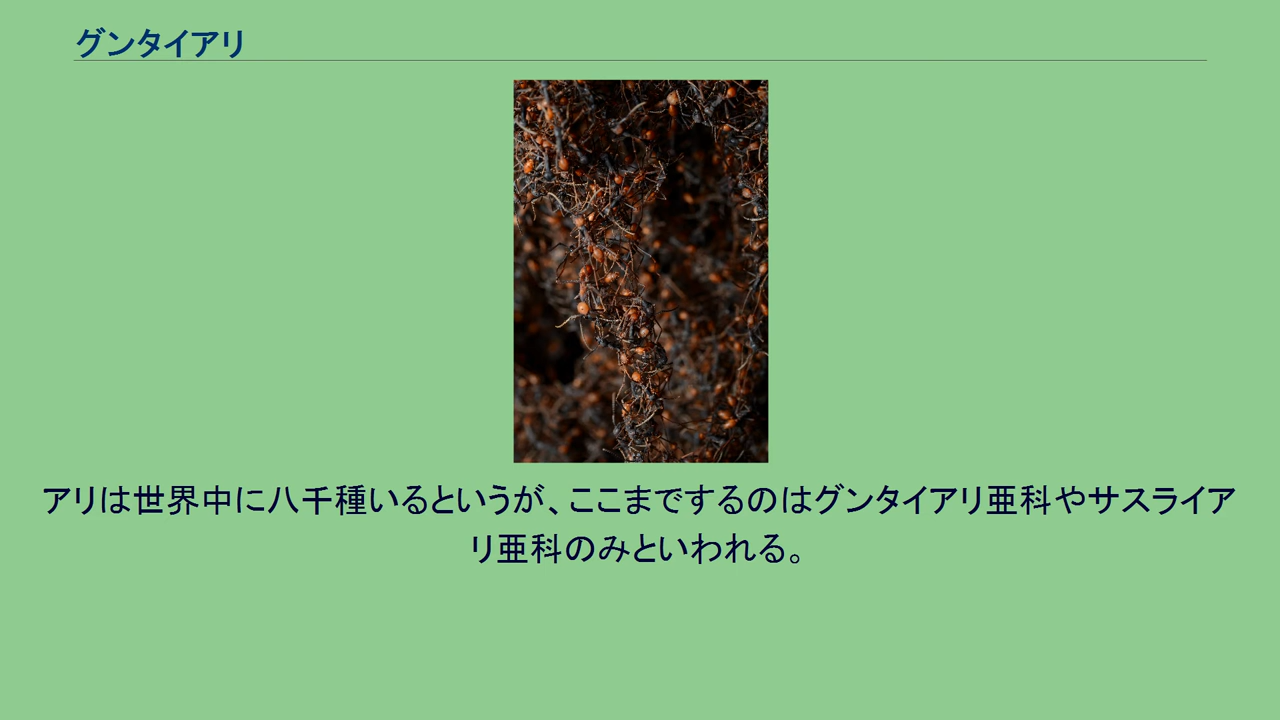 グンタイアリ
アリは世界中に八千種いるというが、ここまでするのはグンタイアリ亜科やサスライア
リ亜科のみといわれる。